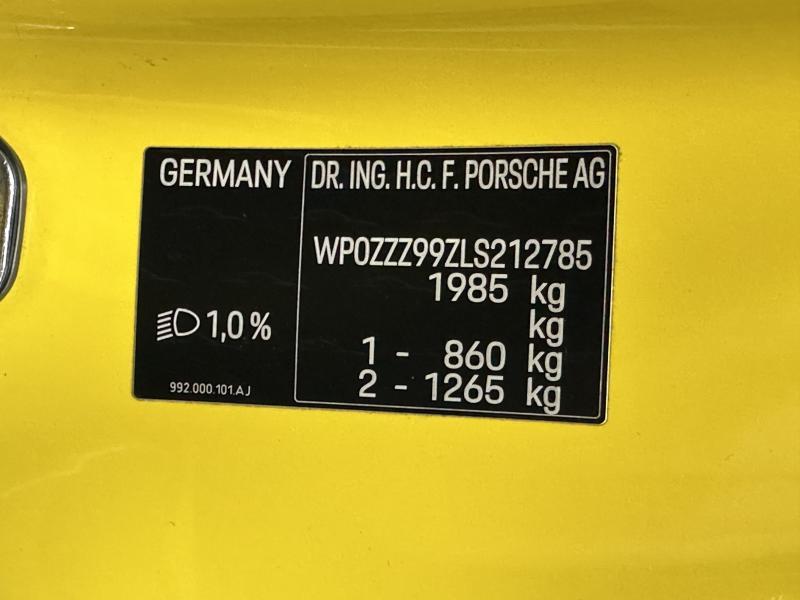 GERMANY
DR. ING. H.C. F. PORSCHE AG
WP0ZZZ99ZLS212785
1985 kg
kg
1,0 %
1 - 860 kg
2 - 1265 kg
992.000.101.AJ